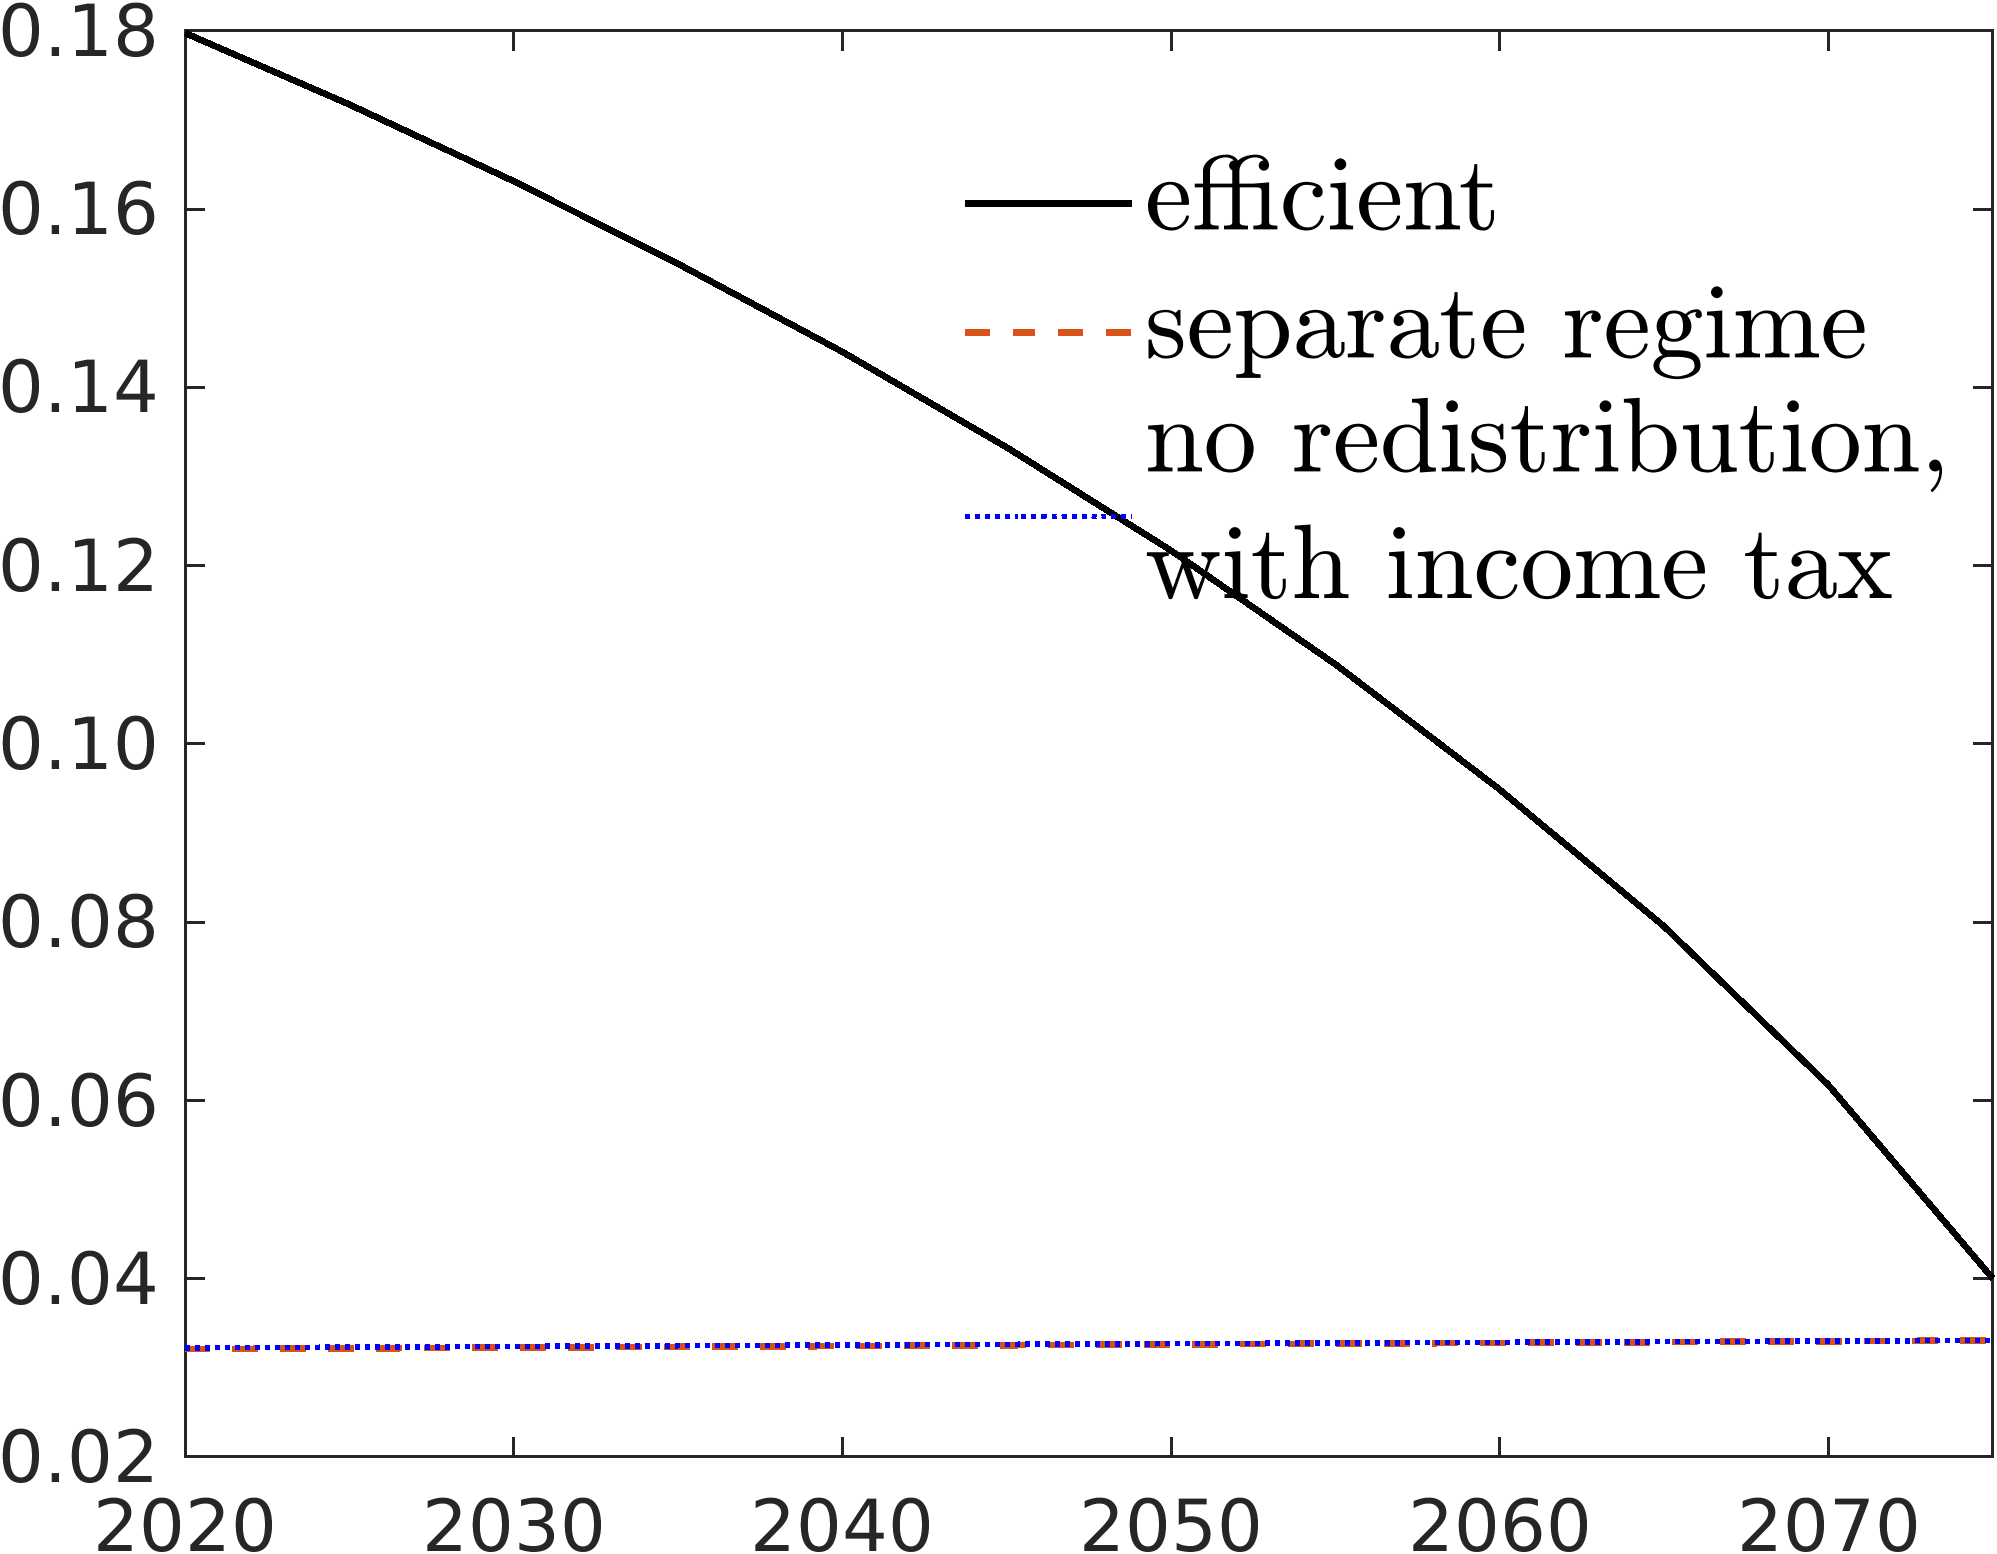 0.18
0.16
0.14
0.12
0.10
0.08
0.06
0.04
0.02
2020 2030 2040 2050 2060 2070
efficient
separate regime
no redistribution,
with income tax